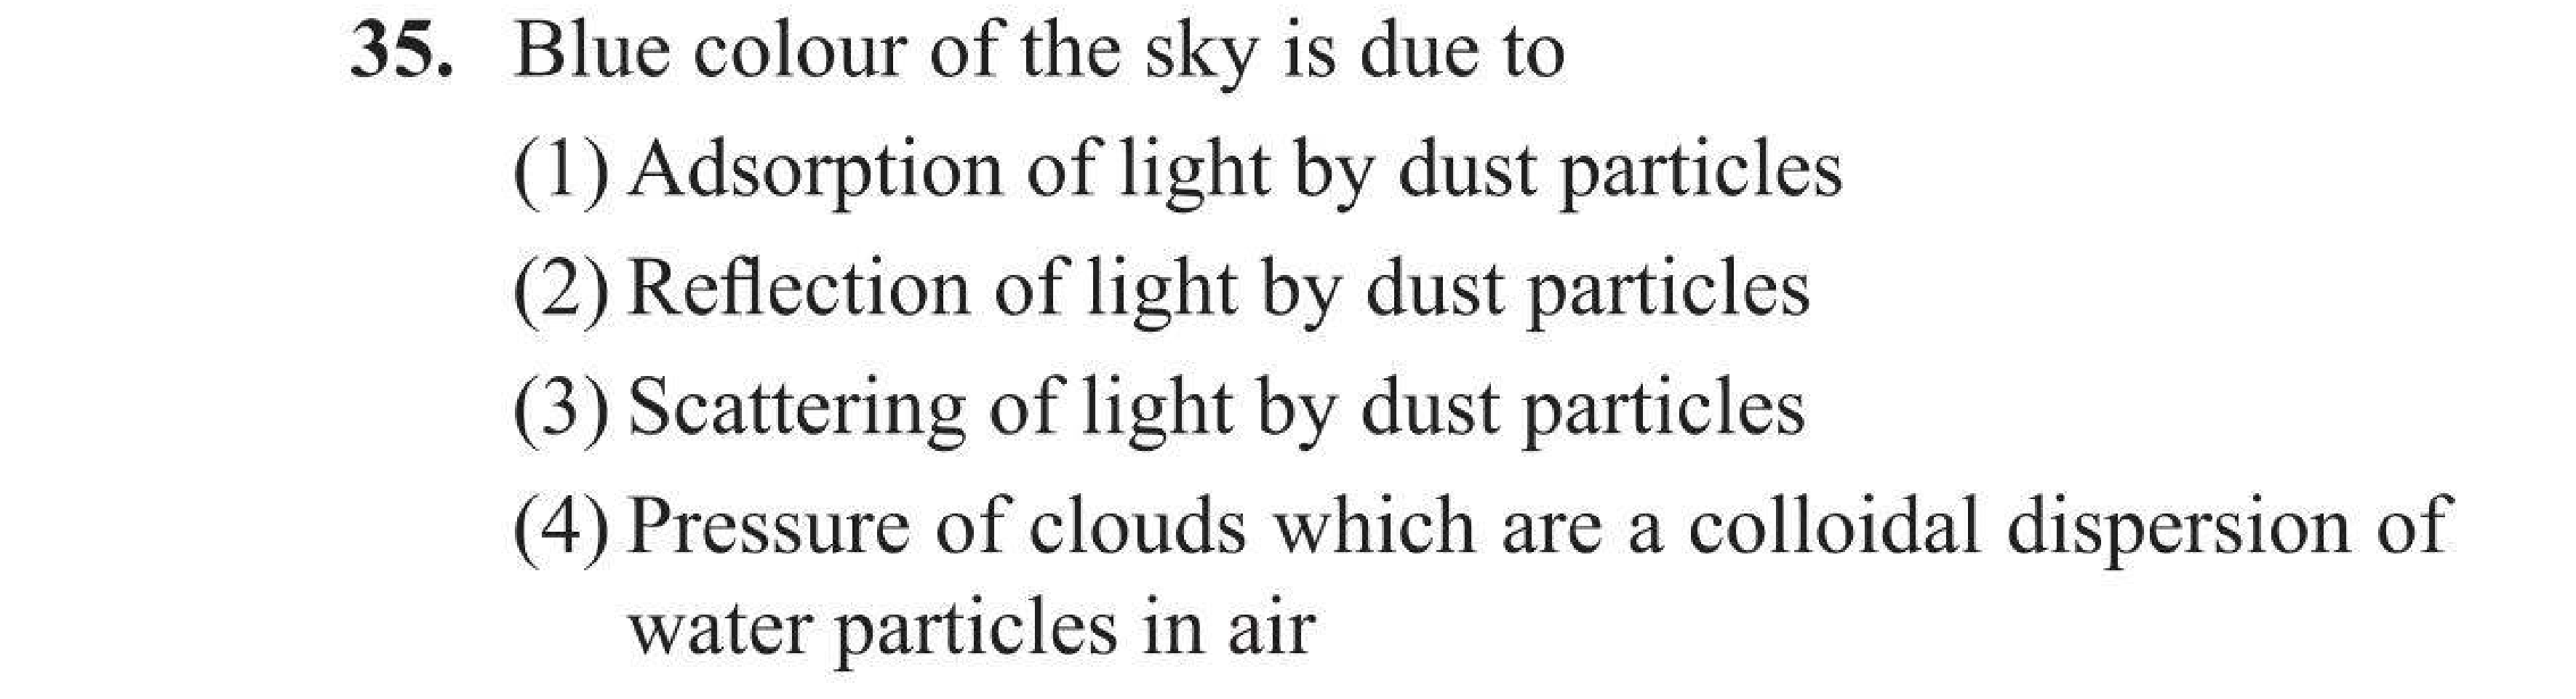 35. Blue colour of the sky is due to
(1) Adsorption of light by dust particles
(2) Reflection of light by dust particles
(3) Scattering of light by dust particles
(4) Pressure of clouds which are a colloidal dispersion of
water particles in air